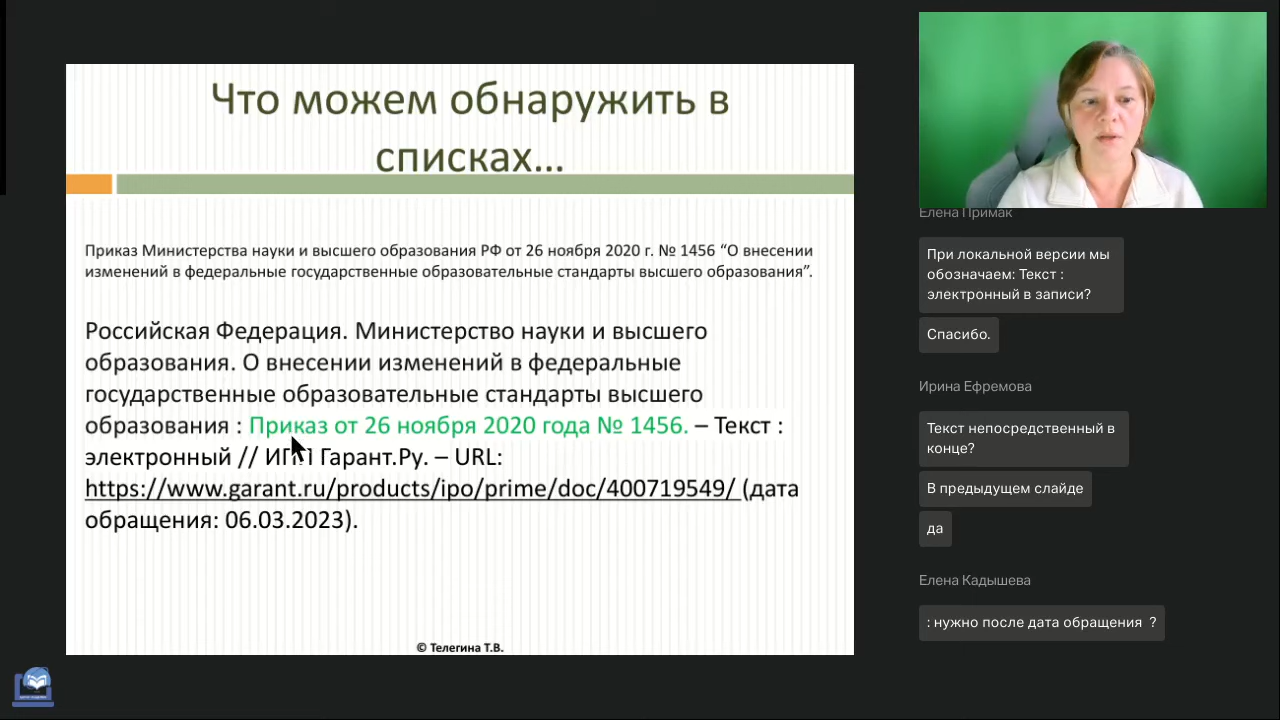 Что можем обнаружить в
списках…
Приказ Министерства науки и высшего образования РФ от 26 ноября 2020 г. № 1456 “О внесении
изменений в федеральные государственные образовательные стандарты высшего образования”.
Российская Федерация. Министерство науки и высшего
образования. О внесении изменений в федеральные
государственные образовательные стандарты высшего
образования : Приказ от 26 ноября 2020 года № 1456. – Текст :
электронный // Гарант.Ру. – URL:
https://www.garant.ru/products/ipo/prime/doc/400719549/ (дата
обращения: 06.03.2023).
© Телегина Т.В.
Елена Примак
При локальной версии мы
обозначаем: Текст :
электронный в записи?
Спасибо.
Ирина Ефремова
Текст непосредственный в
конце?
В предыдущем слайде
да
Елена Кадышева
: нужно после дата обращения ?